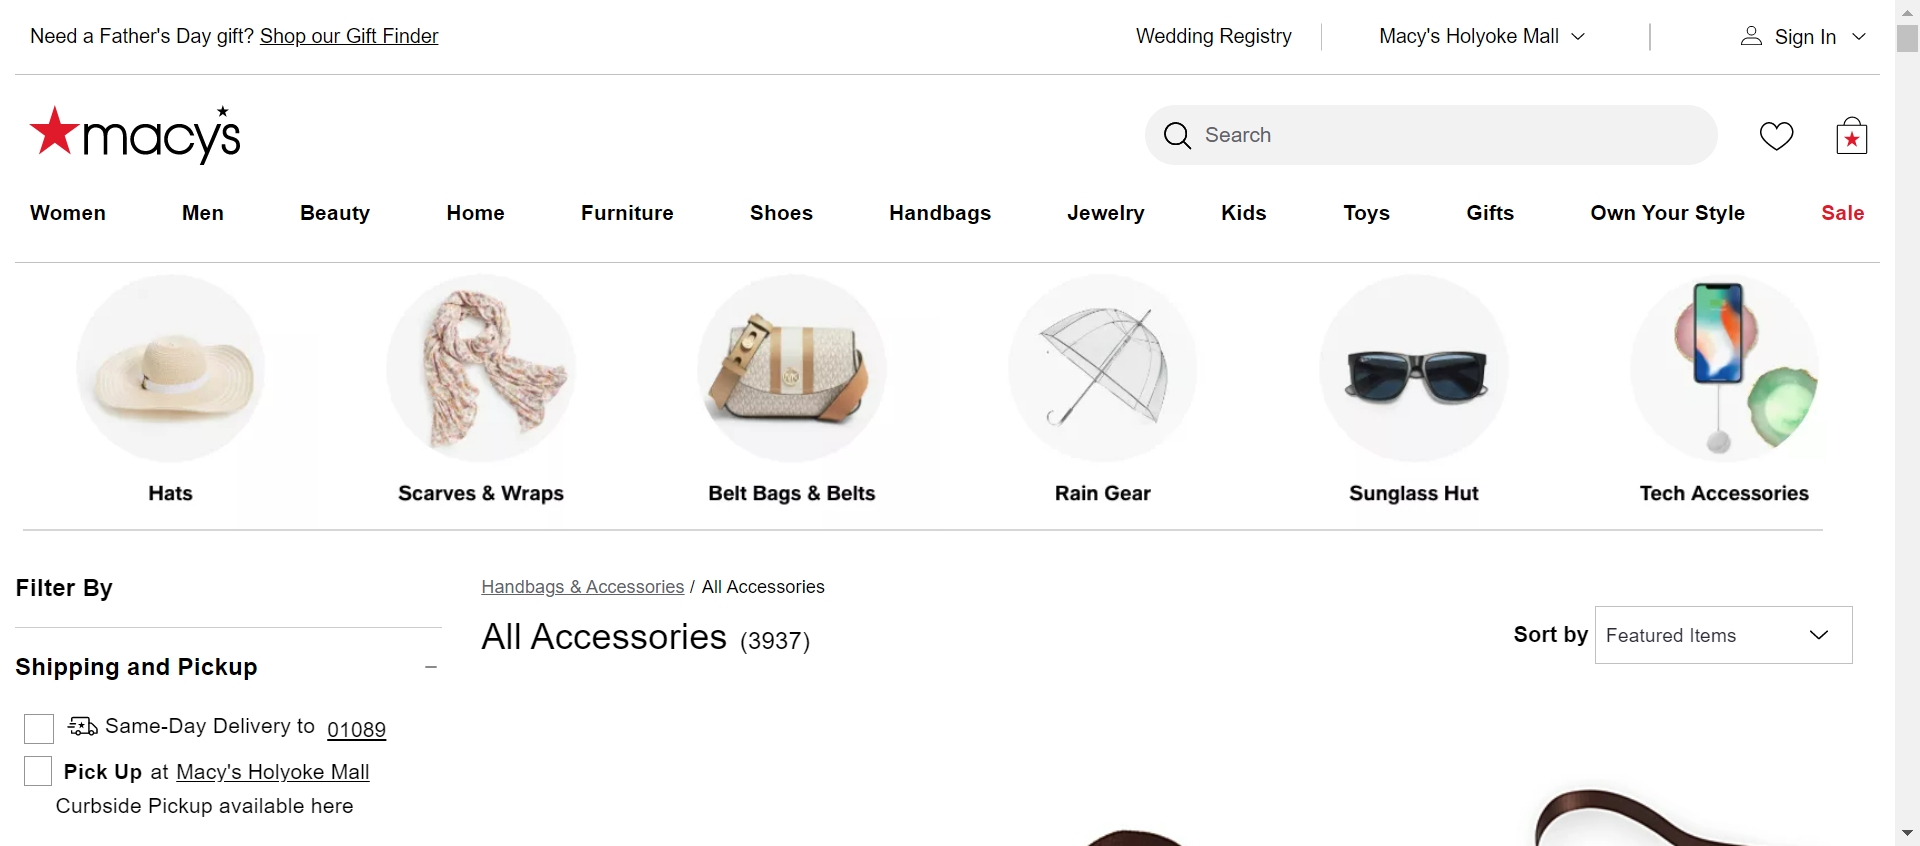 Need a Father's Day gift? Shop our Gift Finder
Wedding Registry
Macy's Holyoke Mall
Sign In
macy's
Search
Women
Men
Beauty
Home
Furniture
Shoes
Handbags
Jewelry
Kids
Toys
Gifts
Own Your Style
Sale
Hats
Scarves & Wraps
Belt Bags & Belts
Rain Gear
Sunglass Hut
Tech Accessories
Filter By
Handbags & Accessories / All Accessories
All Accessories (3937)
Sort by
Featured Items
Shipping and Pickup
Same-Day Delivery to 01089
Pick Up at Macy's Holyoke Mall
Curbside Pickup available here